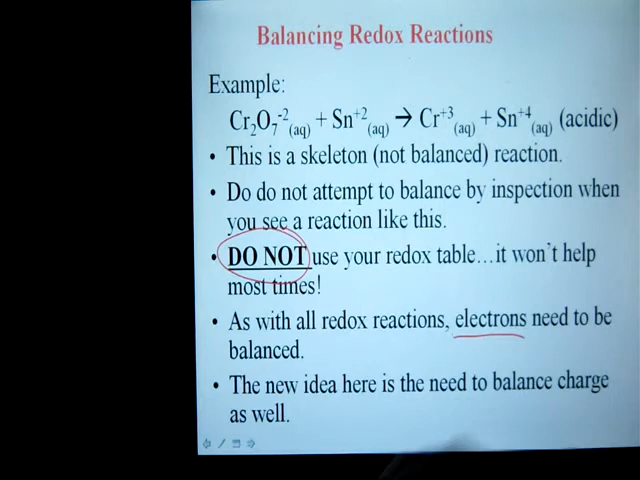 Balancing Redox Reactions
Example:
Cr₂O₇⁻²(aq) + Sn⁺²(aq) → Cr⁺³(aq) + Sn⁺⁴(aq) (acidic)
• This is a skeleton (not balanced) reaction.
• Do do not attempt to balance by inspection when
you see a reaction like this.
• DO NOT use your redox table…it won't help
most times!
• As with all redox reactions, electrons need to be
balanced.
• The new idea here is the need to balance charge
as well.